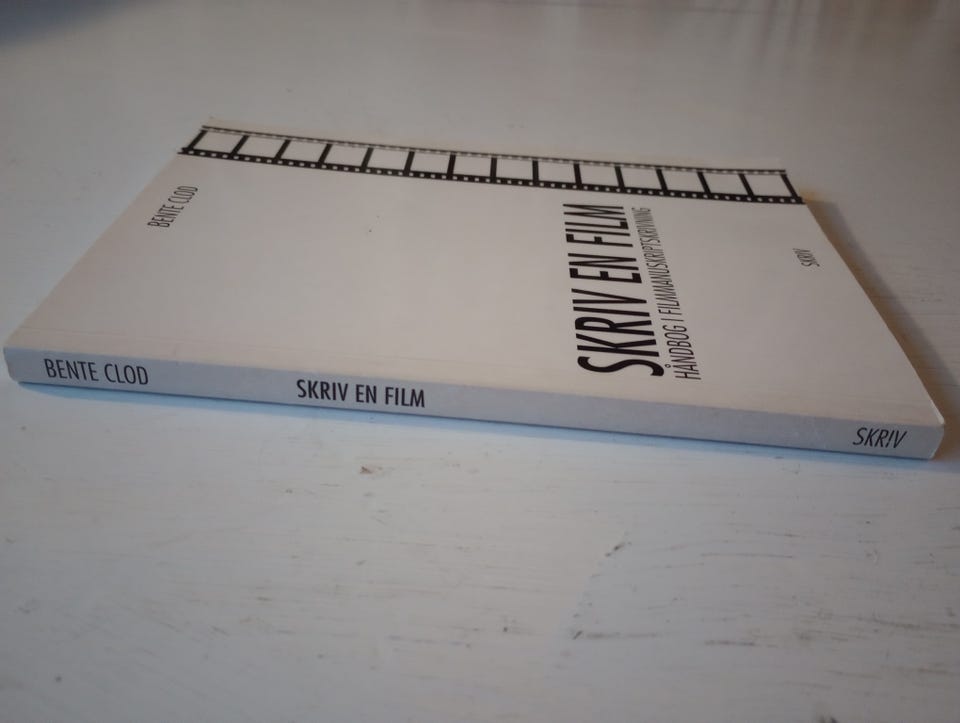 BENTE CLOD
SKRIV EN FILM
HÅNDBOG I FILMMANUSKRIPTSKRIVNING
SKRIV
BENTE CLOD
SKRIV EN FILM
SKRIV